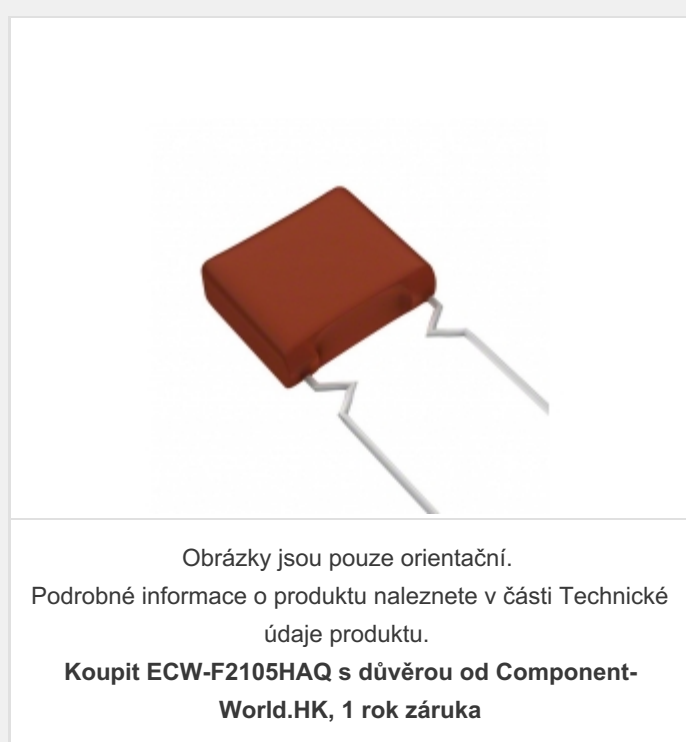 Obrázky jsou pouze orientační.
Podrobné informace o produktu naleznete v části Technické
údaje produktu.
Koupit ECW-F2105HAQ s důvěrou od Component-
World.HK, 1 rok záruka